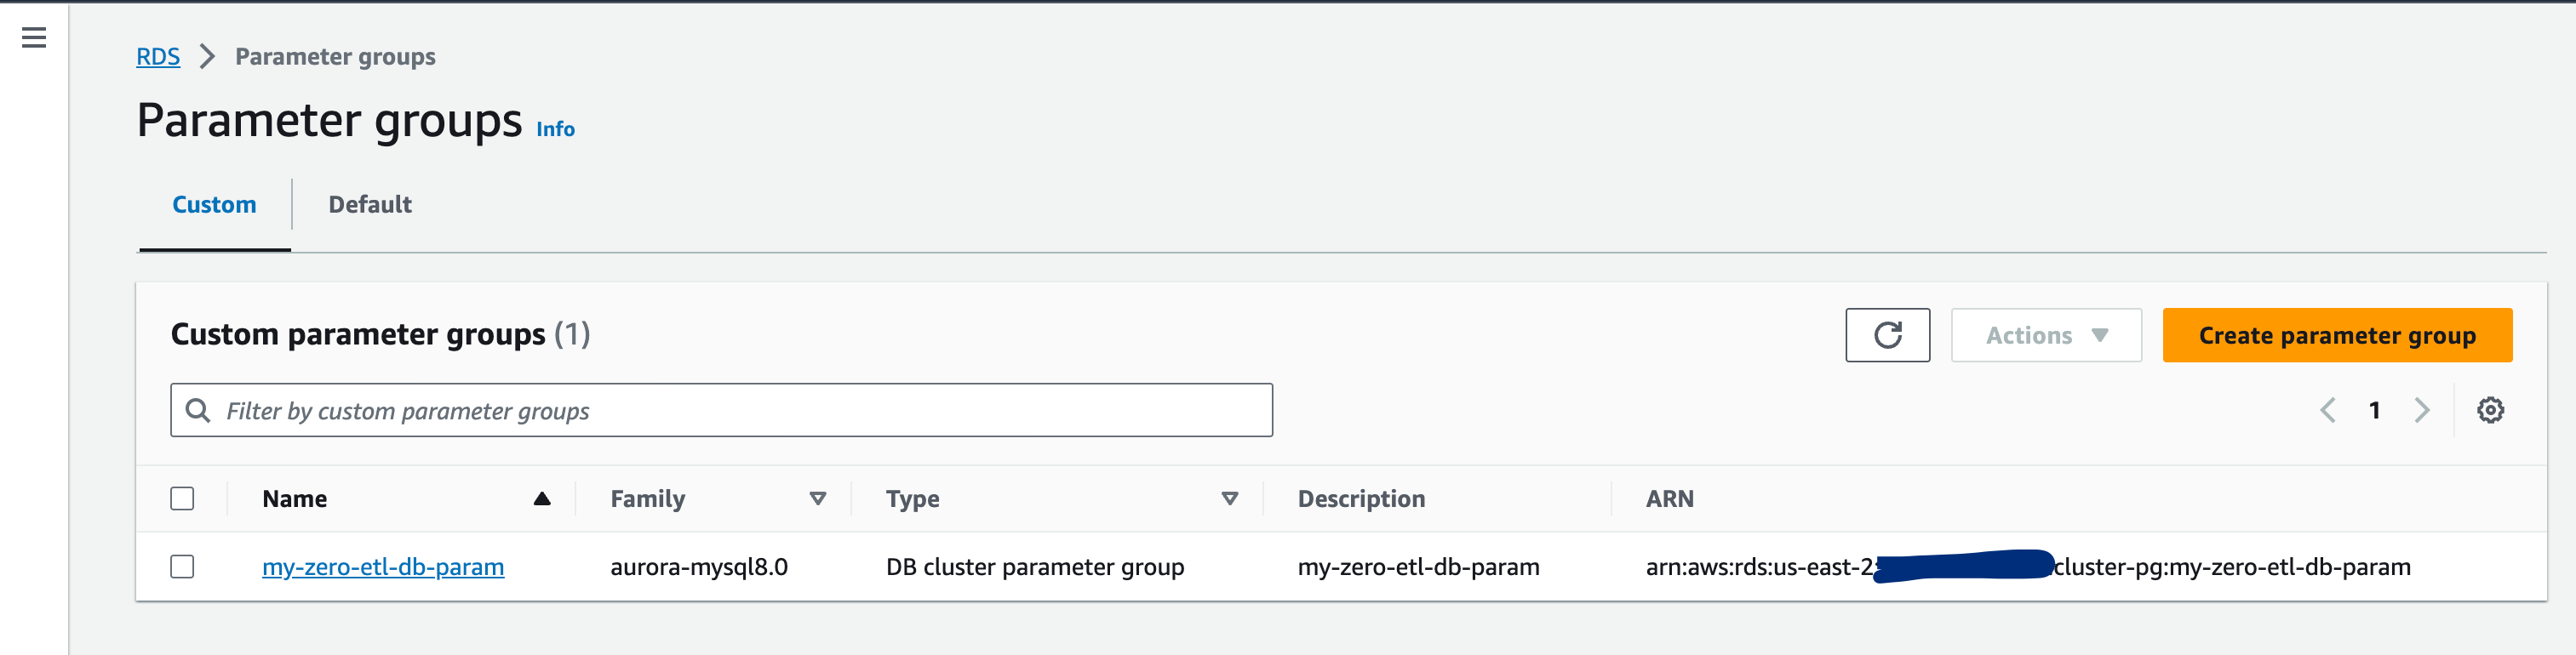 RDS > Parameter groups
Parameter groups Info
Custom Default
Custom parameter groups (1)
Actions
Create parameter group
Filter by custom parameter groups
1
Name Family Type Description ARN
my-zero-etl-db-param aurora-mysql8.0 DB cluster parameter group my-zero-etl-db-param arn:aws:rds:us-east-2: :cluster-pg:my-zero-etl-db-param